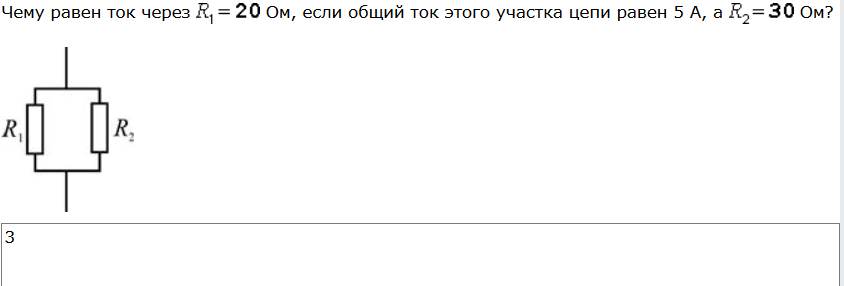 Чему равен ток через R₁ = 20 Ом, если общий ток этого участка цепи равен 5 А, а R₂= 30 Ом?
R₁ R₂
3